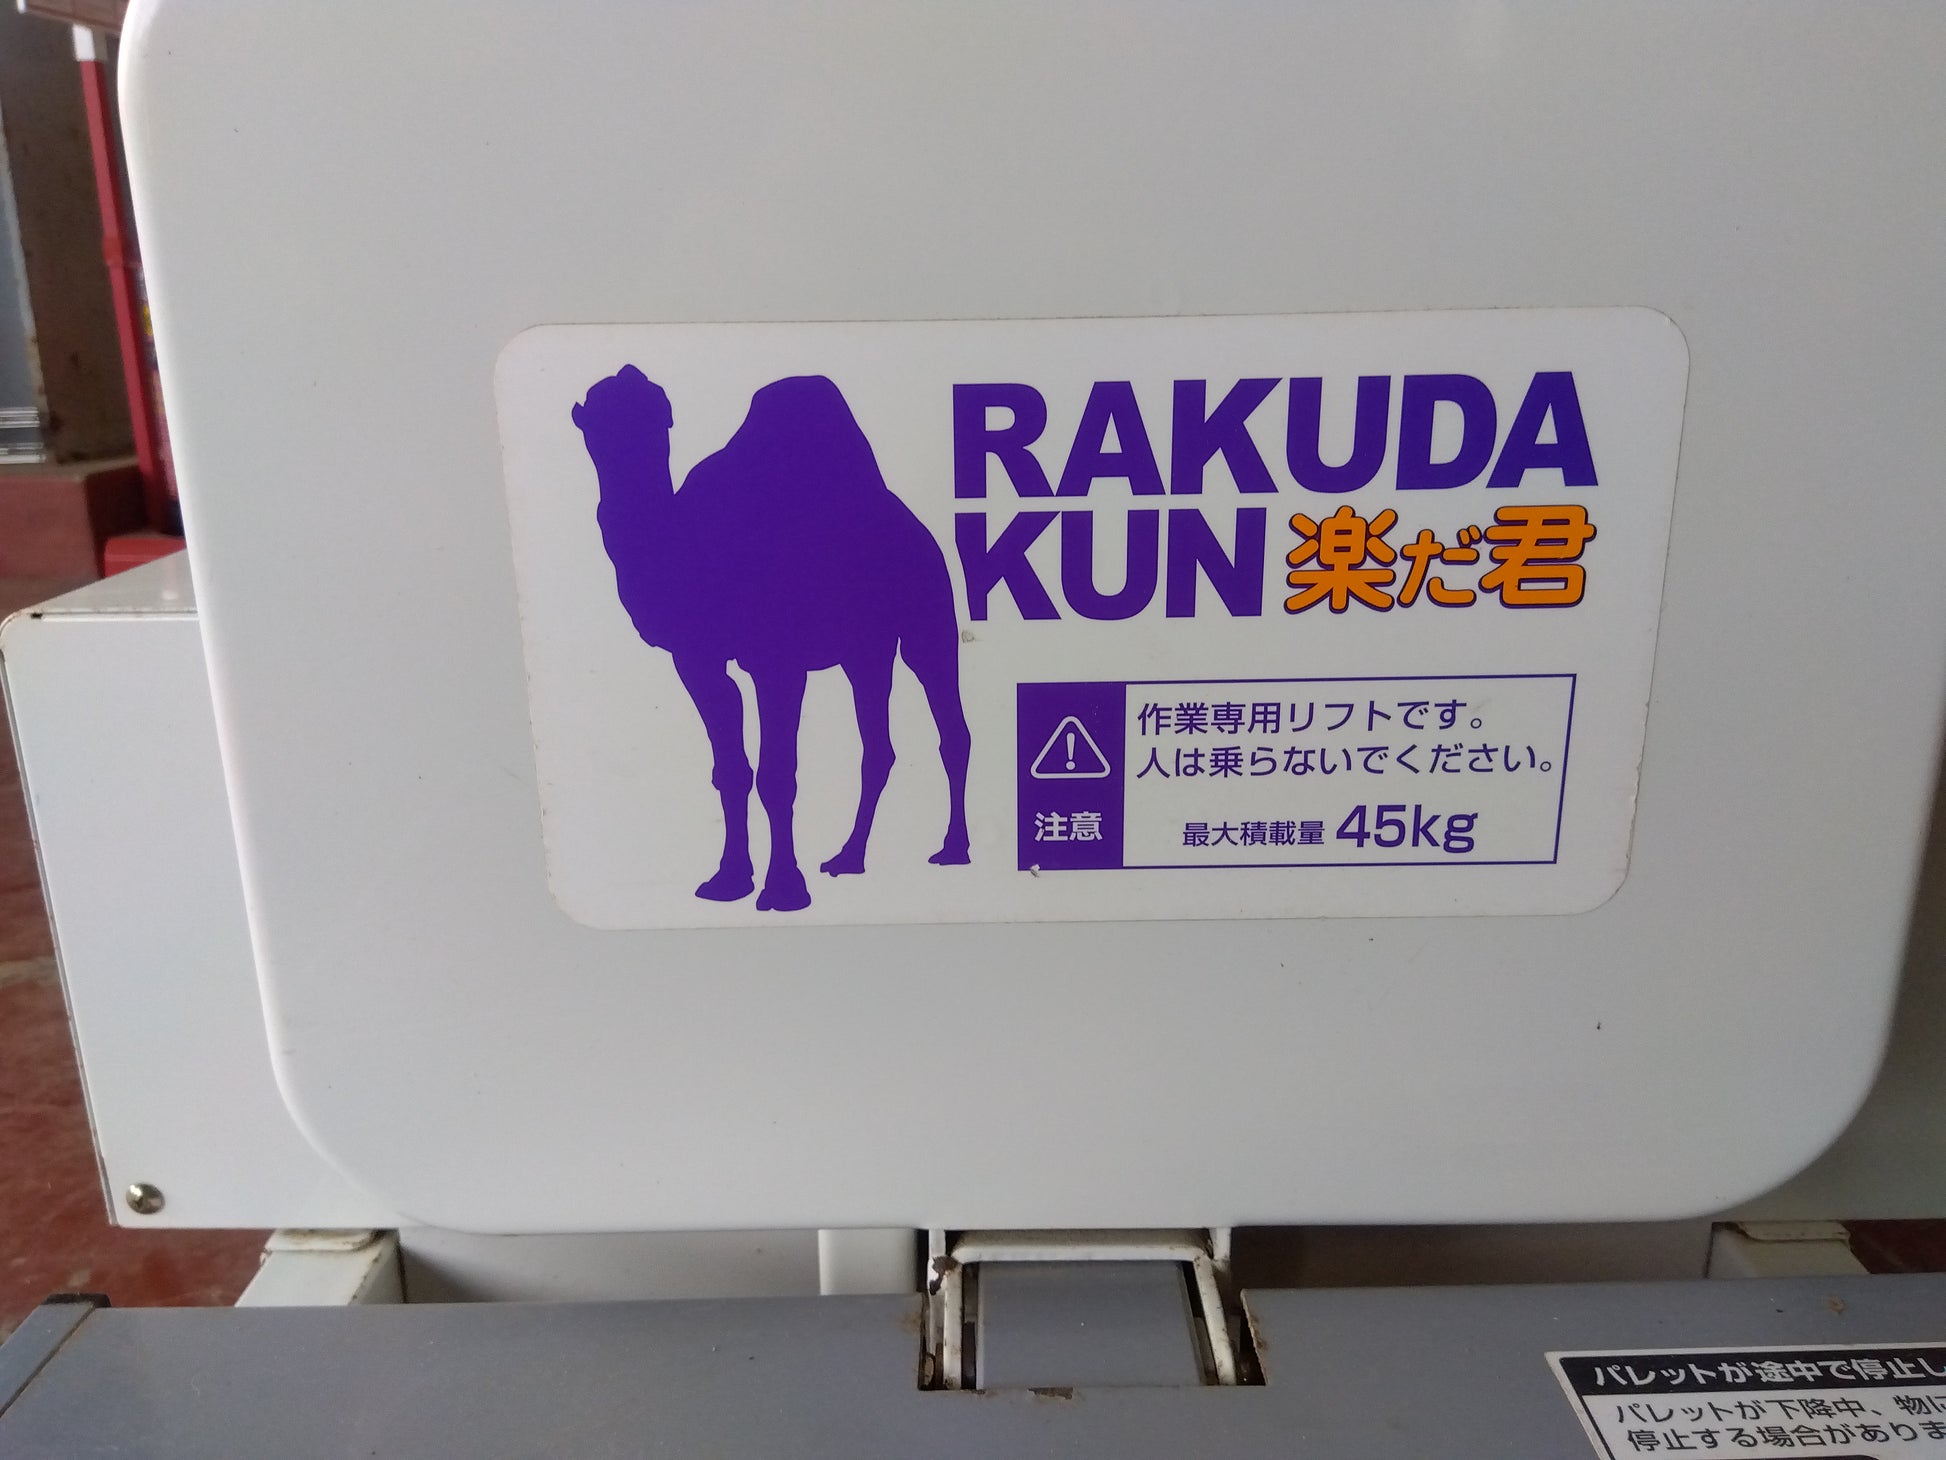 RAKUDA
KUN 楽だ君
作業専用リフトです。
人は乗らないでください。
注意
最大積載量 45kg
パレットが途中で停止し
パレットが下降中、物に
停止する場合がありま